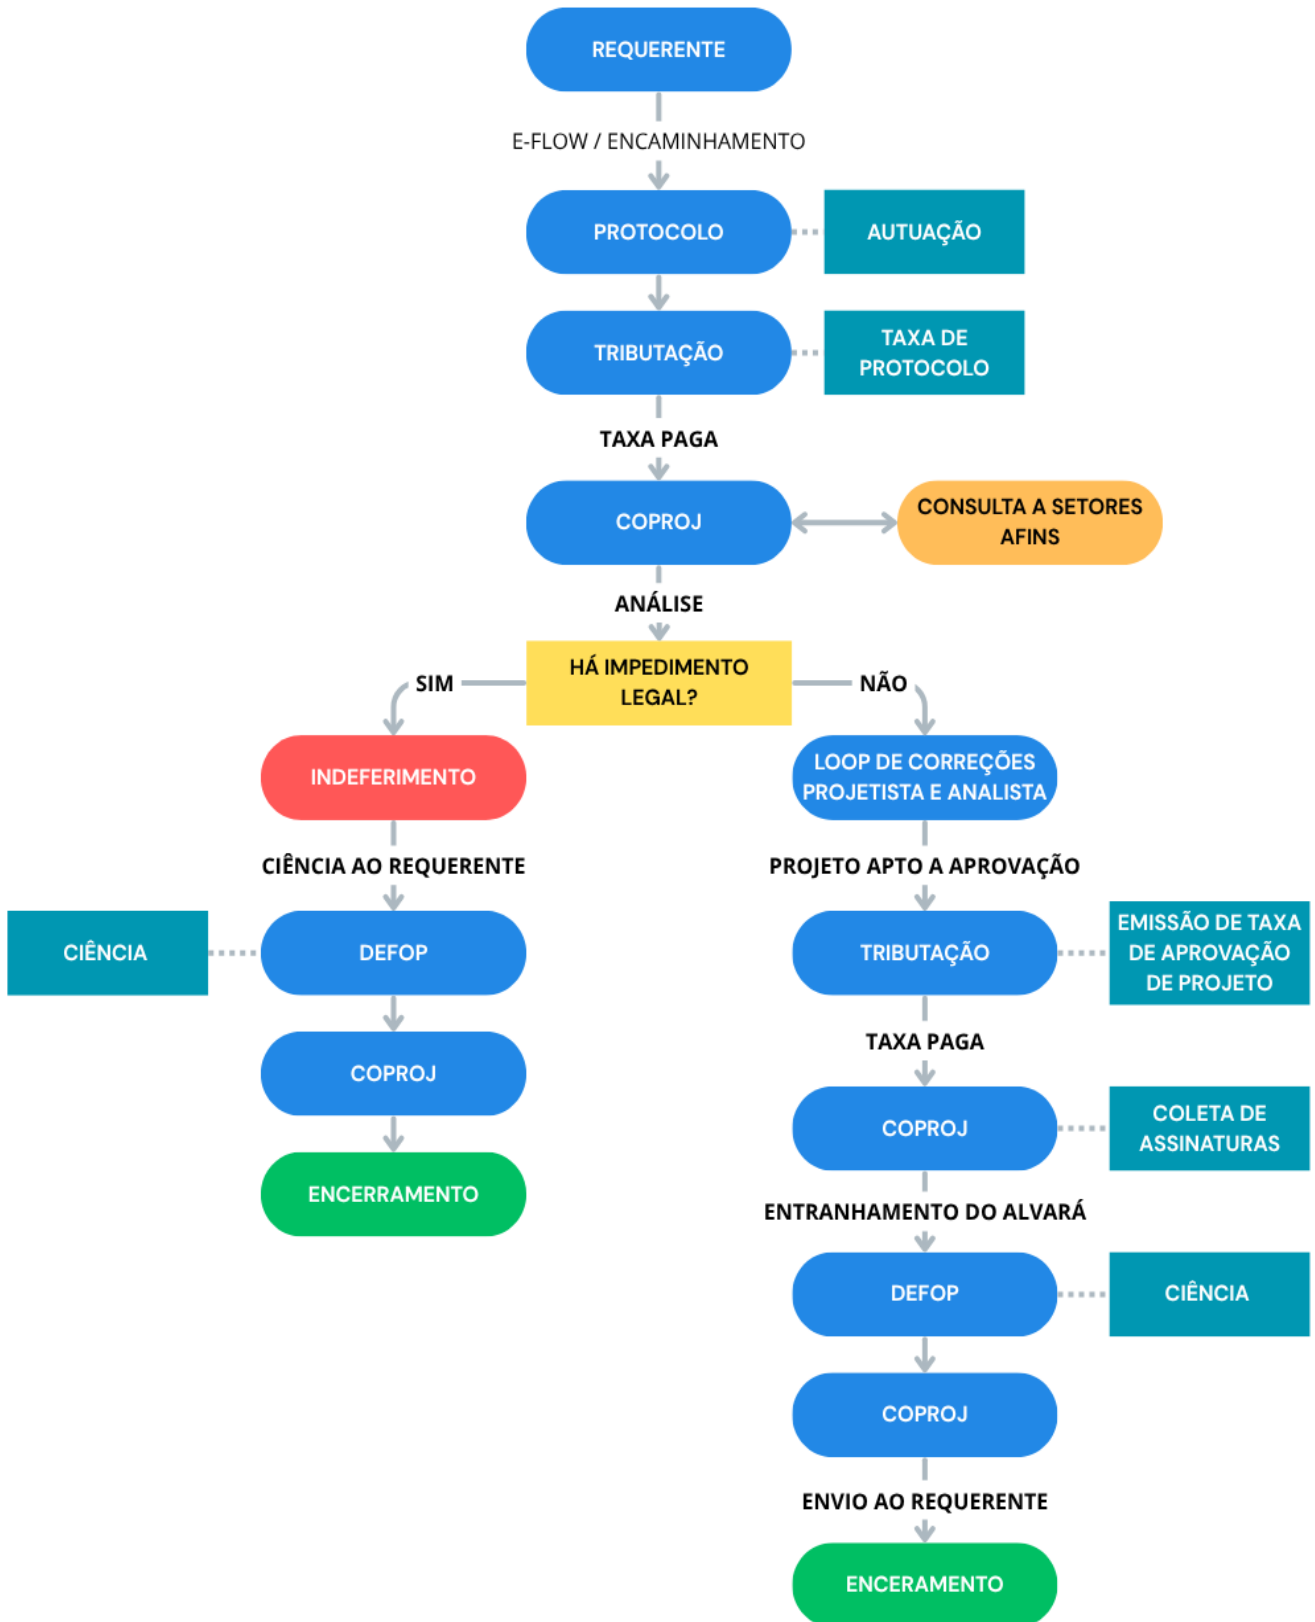 REQUERENTE
E-FLOW / ENCAMINHAMENTO
PROTOCOLO
AUTUAÇÃO
TRIBUTAÇÃO
TAXA DE
PROTOCOLO
TAXA PAGA
COPROJ
CONSULTA A SETORES
AFINS
ANÁLISE
HÁ IMPEDIMENTO
LEGAL?
SIM
NÃO
INDEFERIMENTO
LOOP DE CORREÇÕES
PROJETISTA E ANALISTA
CIÊNCIA AO REQUERENTE
PROJETO APTO A APROVAÇÃO
CIÊNCIA
DEFOP
TRIBUTAÇÃO
EMISSÃO DE TAXA
DE APROVAÇÃO
DE PROJETO
TAXA PAGA
COPROJ
COPROJ
COLETA DE
ASSINATURAS
ENCERRAMENTO
ENTRANHAMENTO DO ALVARÁ
DEFOP
CIÊNCIA
COPROJ
ENVIO AO REQUERENTE
ENCERAMENTO